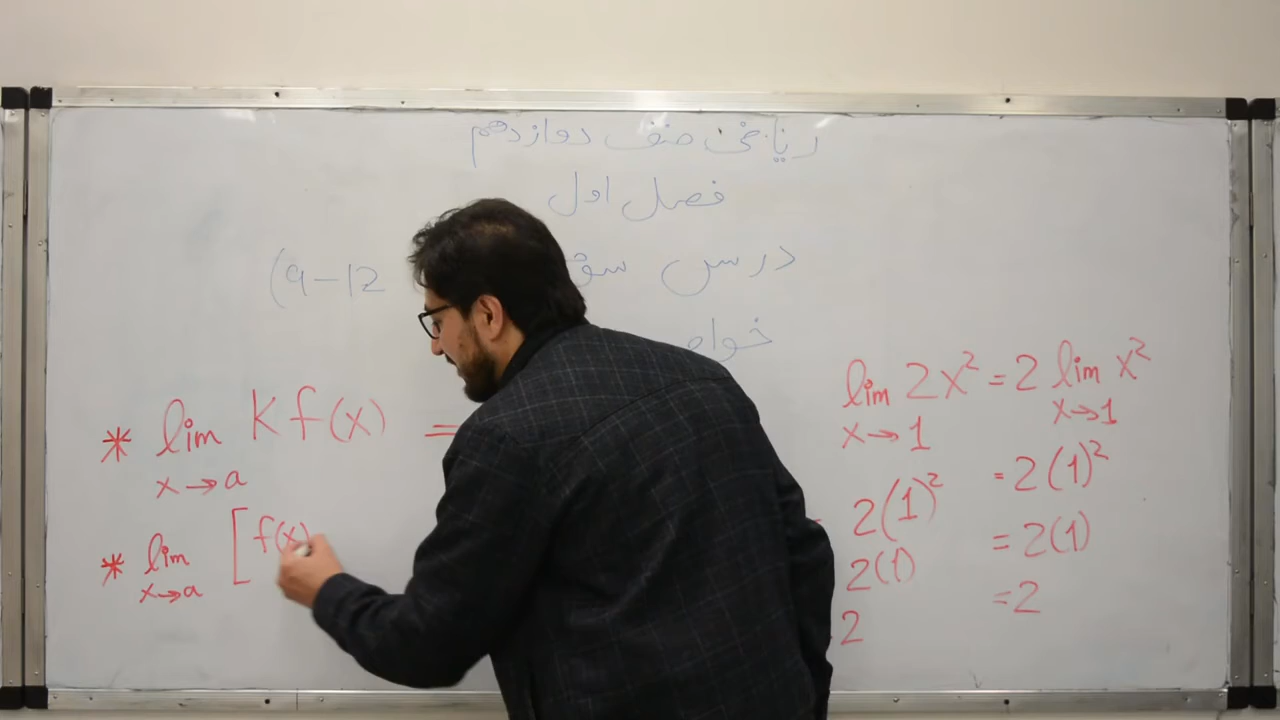 ریاضی صنف دوازدهم
فصل اول
درس (9-12
* lim K f(x) =
x→a
* lim [f(x)
x→a
lim 2x² = 2 lim x²
x→1 x→1
2(1)² = 2(1)²
2(1) = 2(1)
2 = 2